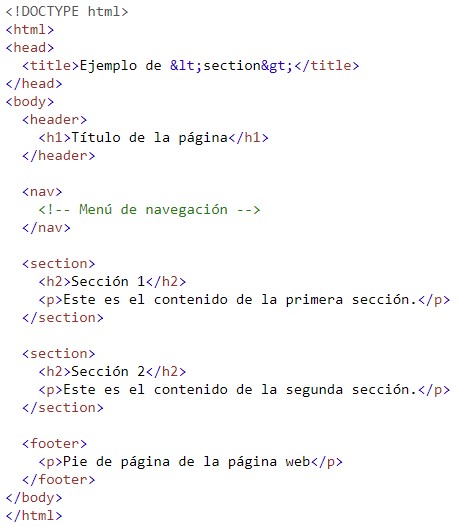 <!DOCTYPE html>
<html>
<head>
  <title>Ejemplo de &lt;section&gt;</title>
</head>
<body>
  <header>
    <h1>Título de la página</h1>
  </header>

  <nav>
    <!-- Menú de navegación -->
  </nav>

  <section>
    <h2>Sección 1</h2>
    <p>Este es el contenido de la primera sección.</p>
  </section>

  <section>
    <h2>Sección 2</h2>
    <p>Este es el contenido de la segunda sección.</p>
  </section>

  <footer>
    <p>Pie de página de la página web</p>
  </footer>
</body>
</html>